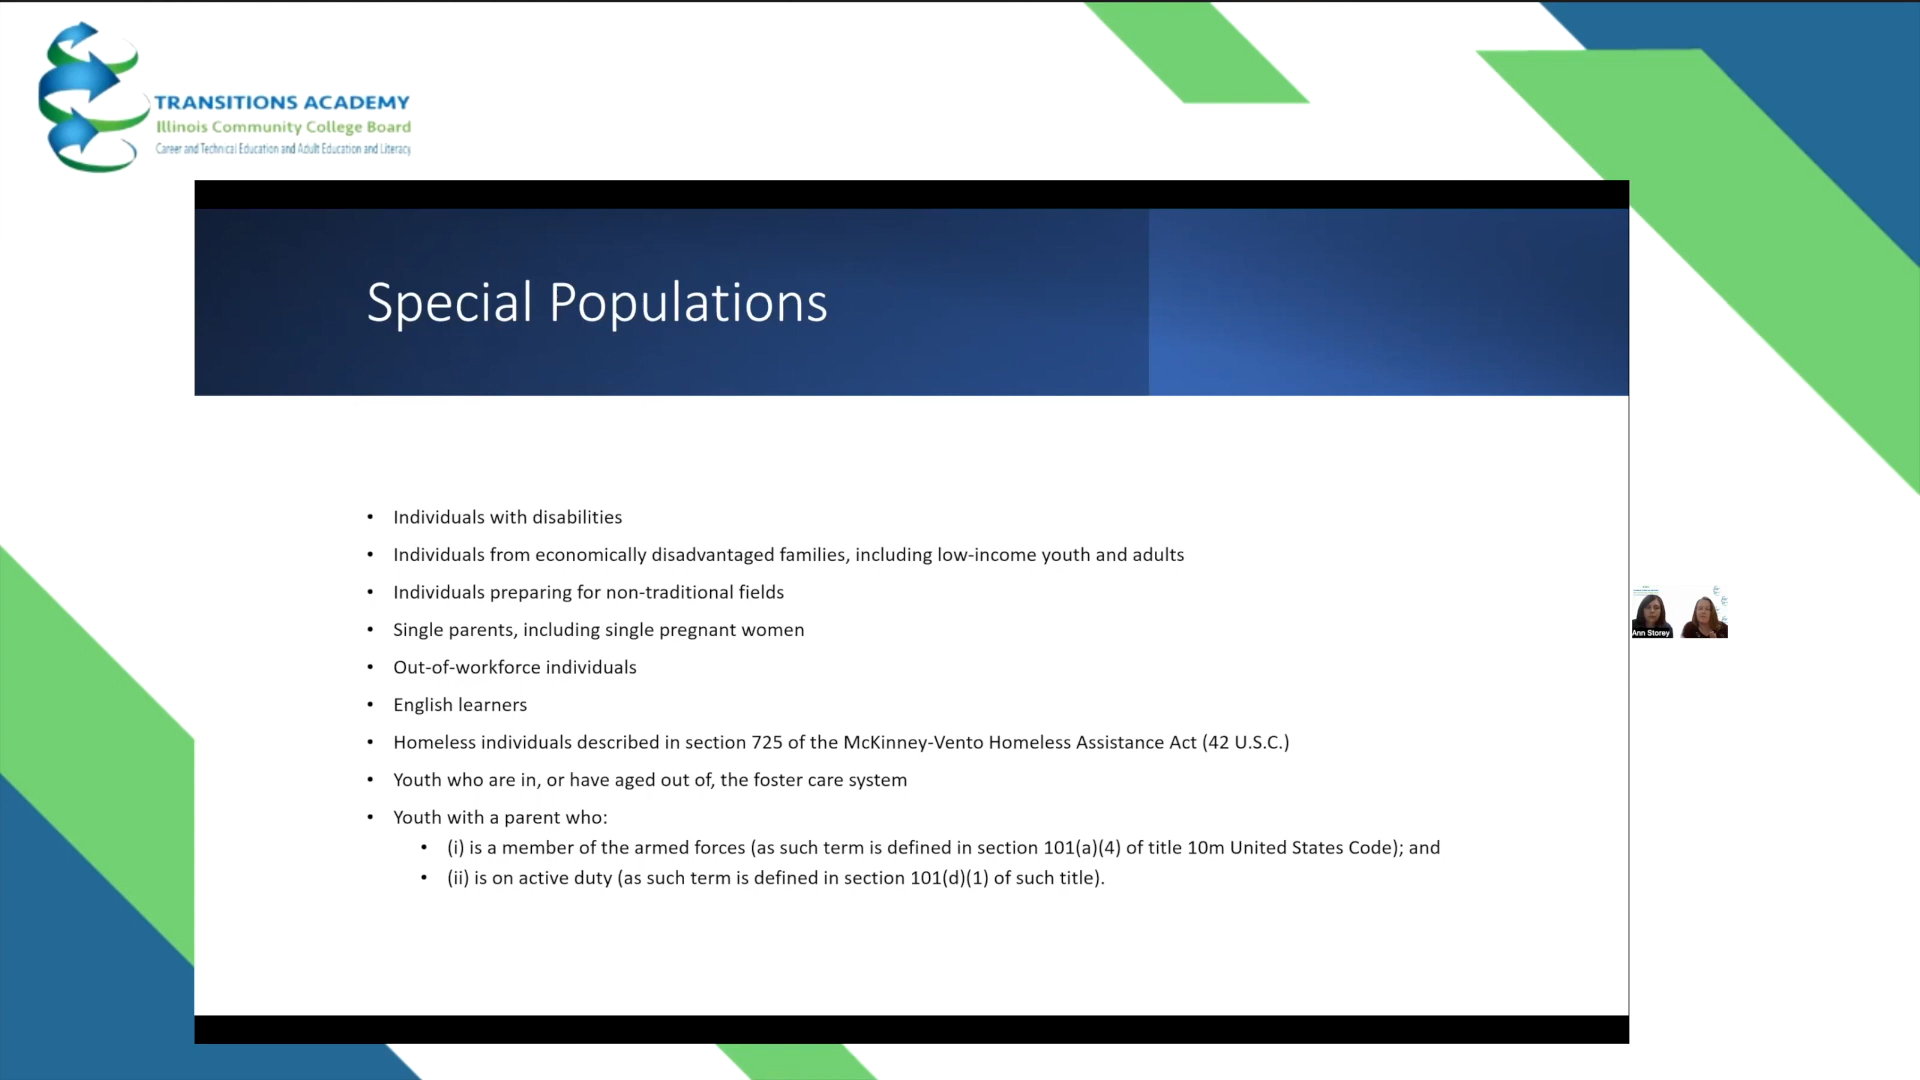 TRANSITIONS ACADEMY
Illinois Community College Board
Career and Technical Education and Adult Education and Literacy
Special Populations
• Individuals with disabilities
• Individuals from economically disadvantaged families, including low-income youth and adults
• Individuals preparing for non-traditional fields
• Single parents, including single pregnant women
• Out-of-workforce individuals
• English learners
• Homeless individuals described in section 725 of the McKinney-Vento Homeless Assistance Act (42 U.S.C.)
• Youth who are in, or have aged out of, the foster care system
• Youth with a parent who:
• (i) is a member of the armed forces (as such term is defined in section 101(a)(4) of title 10m United States Code); and
• (ii) is on active duty (as such term is defined in section 101(d)(1) of such title).
Ann Storey